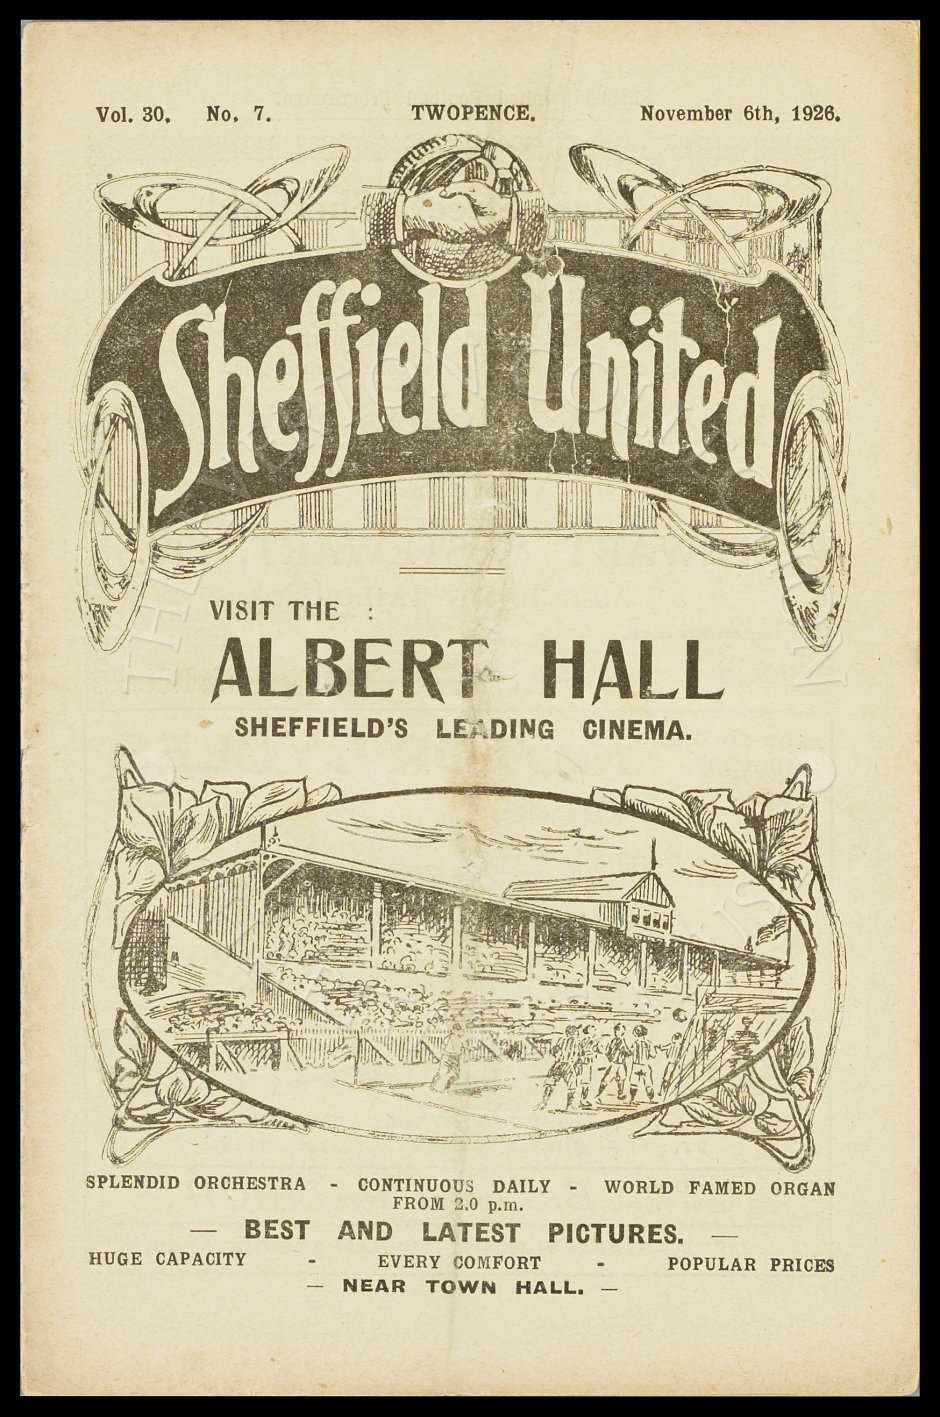 Vol. 30. No. 7. TWOPENCE. November 6th, 1926.
Sheffield United
VISIT THE :
ALBERT HALL
SHEFFIELD'S LEADING CINEMA.
SPLENDID ORCHESTRA - CONTINUOUS DAILY - WORLD FAMED ORGAN
FROM 2.0 p.m.
— BEST AND LATEST PICTURES. —
HUGE CAPACITY - EVERY COMFORT - POPULAR PRICES
— NEAR TOWN HALL. —